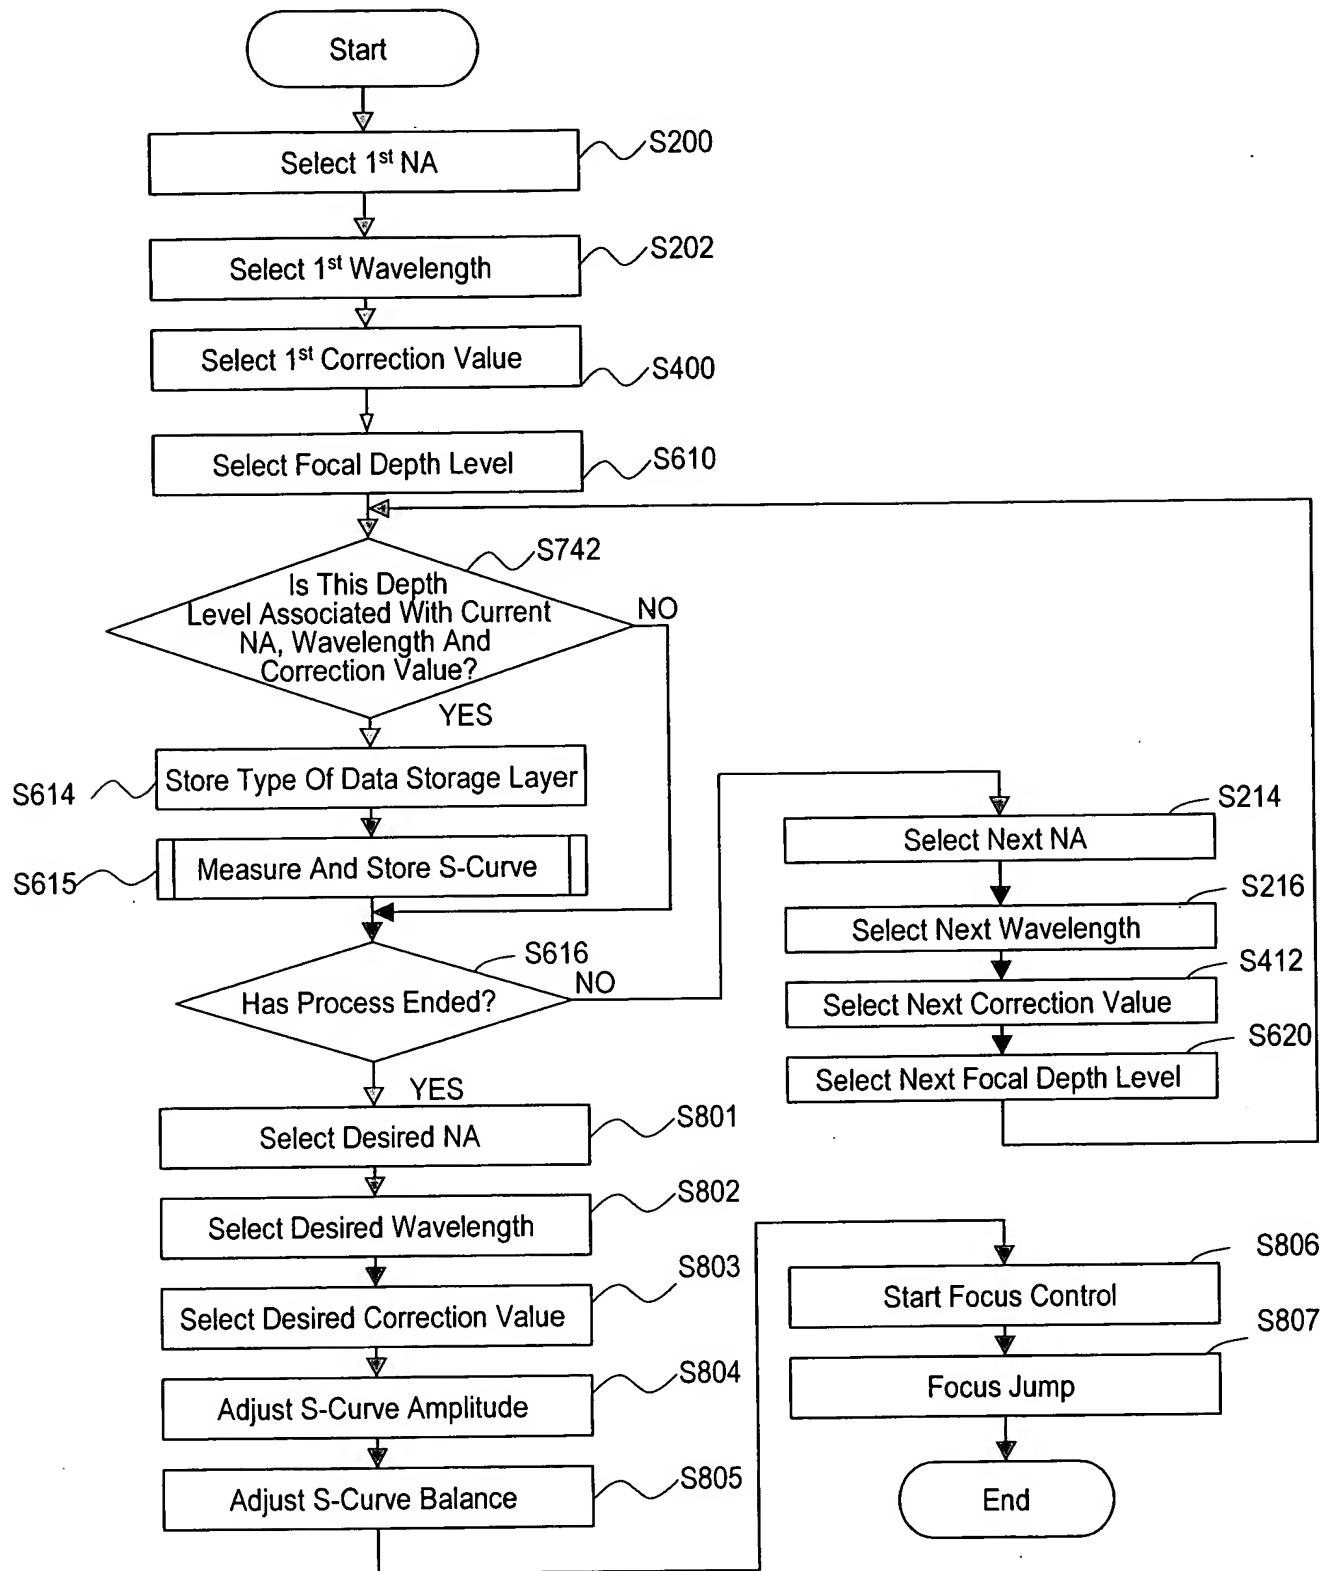 Start
Select 1st NA
S200
Select 1st Wavelength
S202
Select 1st Correction Value
S400
Select Focal Depth Level
S610
S742
Is This Depth
Level Associated With Current
NA, Wavelength And
Correction Value?
NO
YES
S614
Store Type Of Data Storage Layer
S615
Measure And Store S-Curve
S616
Has Process Ended?
NO
YES
S214
Select Next NA
S216
Select Next Wavelength
S412
Select Next Correction Value
S620
Select Next Focal Depth Level
Select Desired NA
S801
Select Desired Wavelength
S802
Select Desired Correction Value
S803
Adjust S-Curve Amplitude
S804
Adjust S-Curve Balance
S805
S806
Start Focus Control
S807
Focus Jump
End